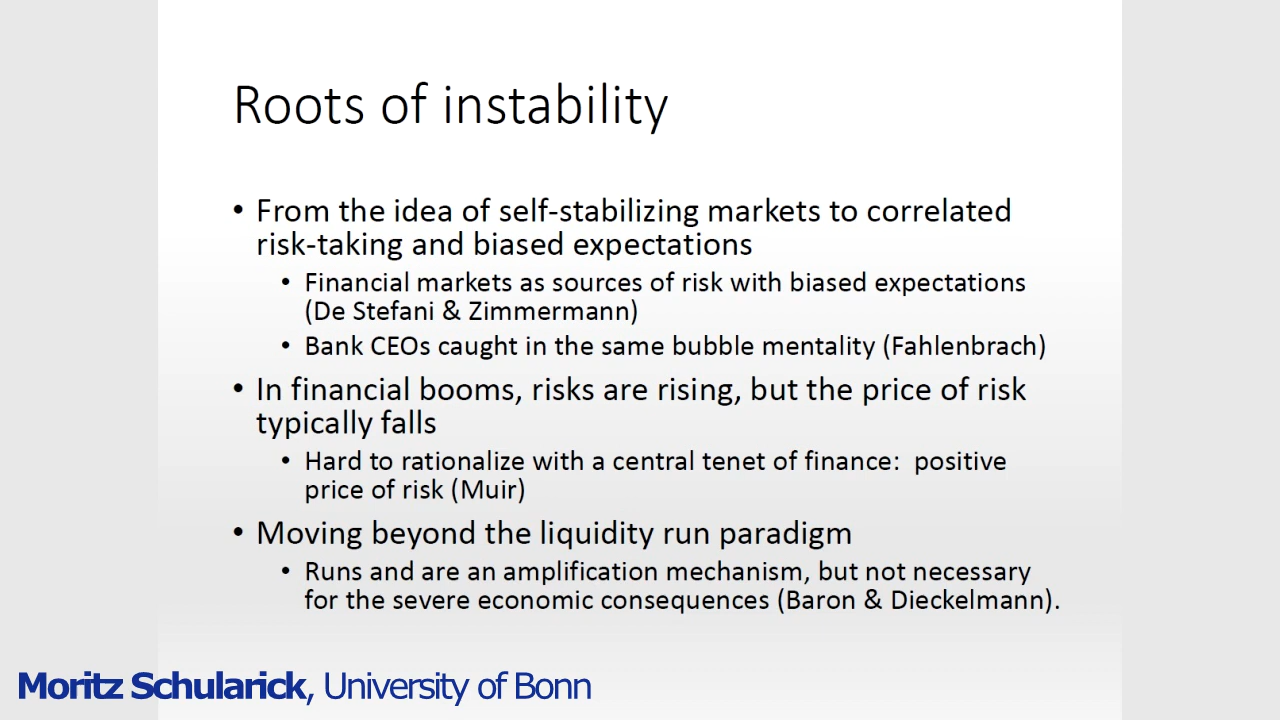 Roots of instability
• From the idea of self-stabilizing markets to correlated
risk-taking and biased expectations
• Financial markets as sources of risk with biased expectations
(De Stefani & Zimmermann)
• Bank CEOs caught in the same bubble mentality (Fahlenbrach)
• In financial booms, risks are rising, but the price of risk
typically falls
• Hard to rationalize with a central tenet of finance:  positive
price of risk (Muir)
• Moving beyond the liquidity run paradigm
• Runs and are an amplification mechanism, but not necessary
for the severe economic consequences (Baron & Dieckelmann).
Moritz Schularick, University of Bonn